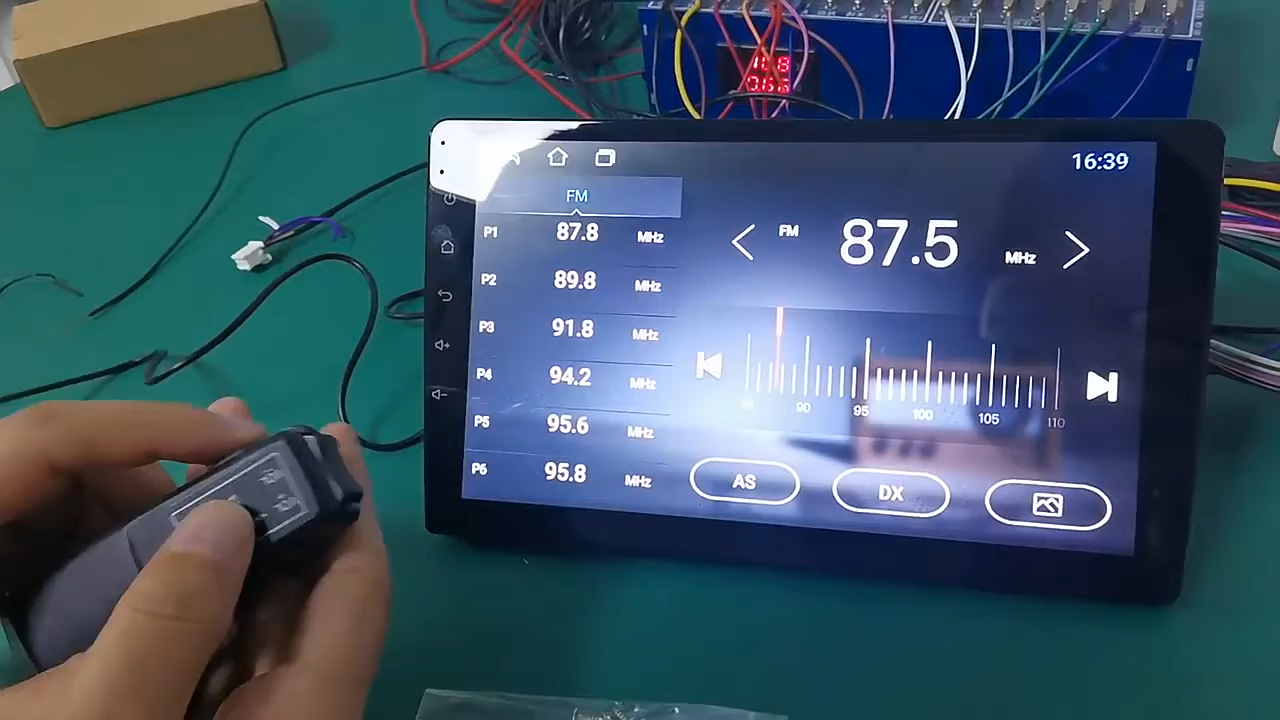 16:39
FM
P1 87.8 MHz
P2 89.8 MHz
P3 91.8 MHz
P4 94.2 MHz
P5 95.6 MHz
P6 95.8 MHz
FM 87.5 MHz
90 95 100 105 110
AS DX